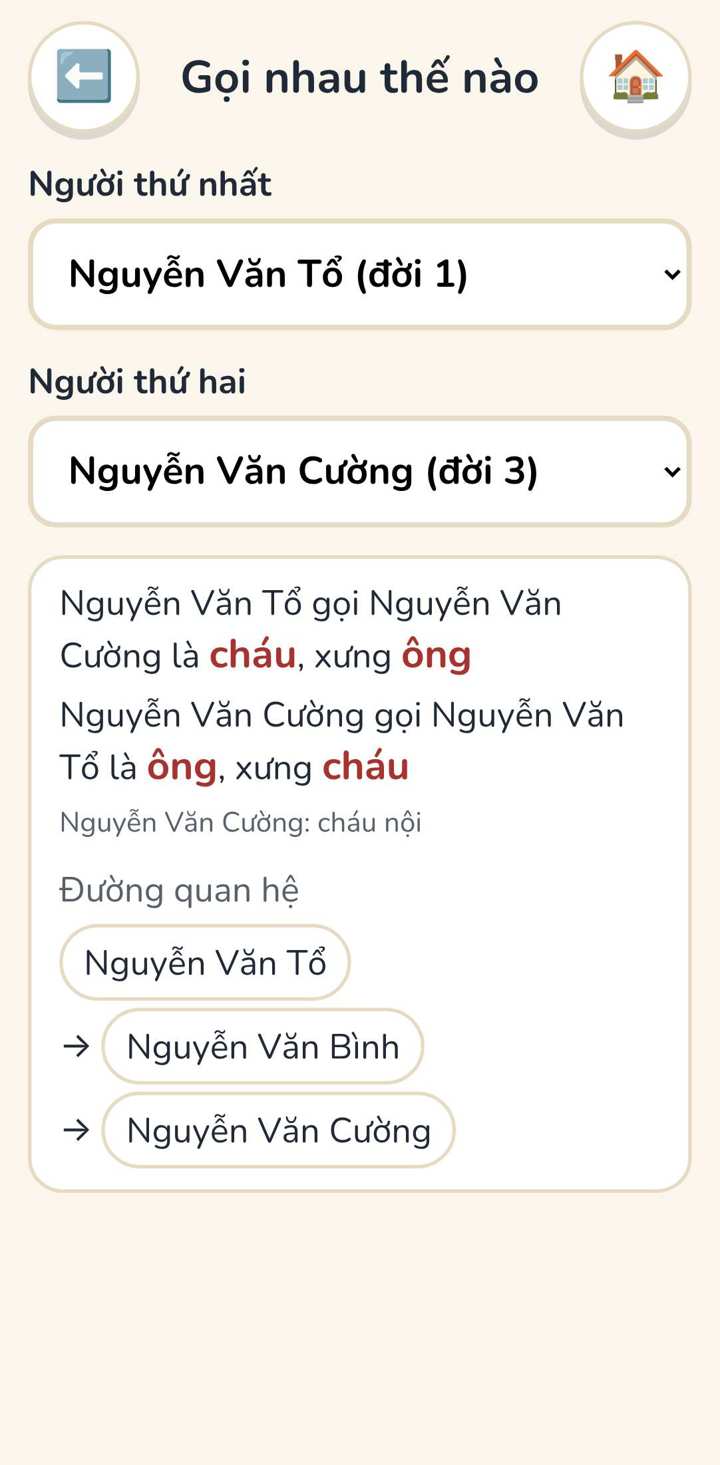 Gọi nhau thế nào
Người thứ nhất
Nguyễn Văn Tổ (đời 1)
Người thứ hai
Nguyễn Văn Cường (đời 3)
Nguyễn Văn Tổ gọi Nguyễn Văn
Cường là cháu, xưng ông
Nguyễn Văn Cường gọi Nguyễn Văn
Tổ là ông, xưng cháu
Nguyễn Văn Cường: cháu nội
Đường quan hệ
Nguyễn Văn Tổ
→ Nguyễn Văn Bình
→ Nguyễn Văn Cường